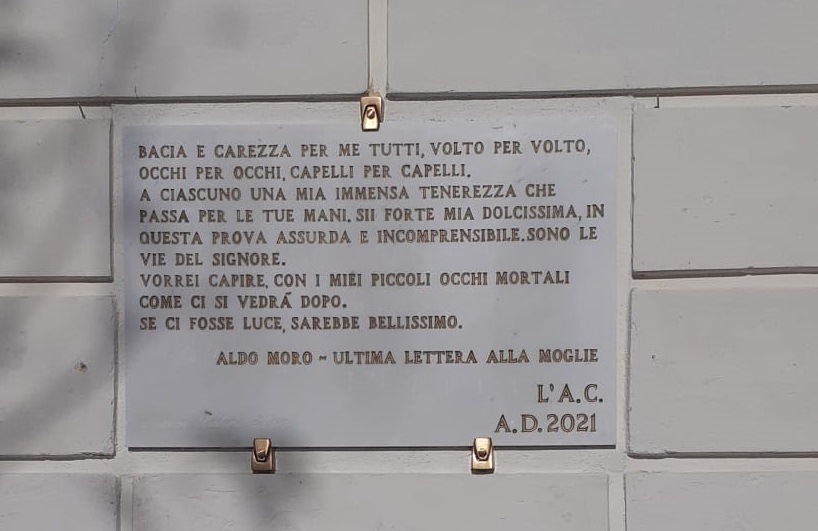 BACIA E CAREZZA PER ME TUTTI, VOLTO PER VOLTO,
OCCHI PER OCCHI, CAPELLI PER CAPELLI.
A CIASCUNO UNA MIA IMMENSA TENEREZZA CHE
PASSA PER LE TUE MANI. SII FORTE MIA DOLCISSIMA, IN
QUESTA PROVA ASSURDA E INCOMPRENSIBILE. SONO LE
VIE DEL SIGNORE.
VORREI CAPIRE, CON I MIEI PICCOLI OCCHI MORTALI
COME CI SI VEDRÁ DOPO.
SE CI FOSSE LUCE, SAREBBE BELLISSIMO.
ALDO MORO ~ ULTIMA LETTERA ALLA MOGLIE
L'A.C.
A.D. 2021